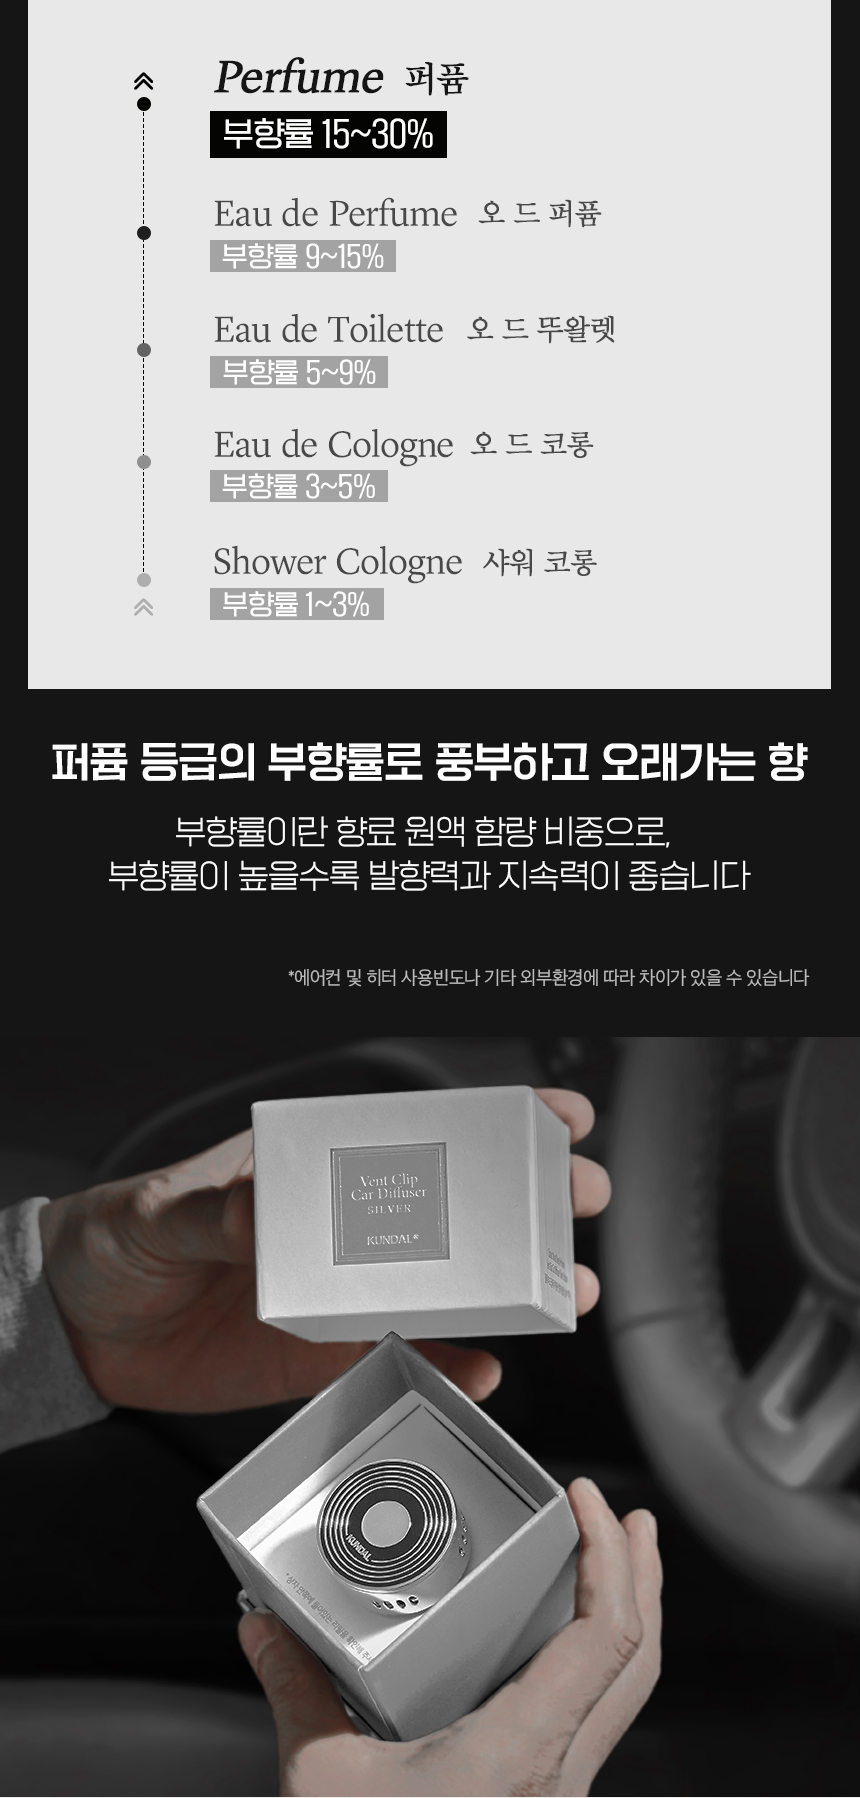 Perfume 퍼퓸
부향률 15~30%
Eau de Perfume 오 드 퍼퓸
부향률 9~15%
Eau de Toilette 오 드 뚜왈렛
부향률 5~9%
Eau de Cologne 오 드 코롱
부향률 3~5%
Shower Cologne 샤워 코롱
부향률 1~3%
퍼퓸 등급의 부향률로 풍부하고 오래가는 향
부향률이란 향료 원액 함량 비중으로,
부향률이 높을수록 발향력과 지속력이 좋습니다
*에어컨 및 히터 사용빈도나 기타 외부환경에 따라 차이가 있을 수 있습니다
Vent Clip
Car Diffuser
SILVER
KUNDAL®
KUNDAL